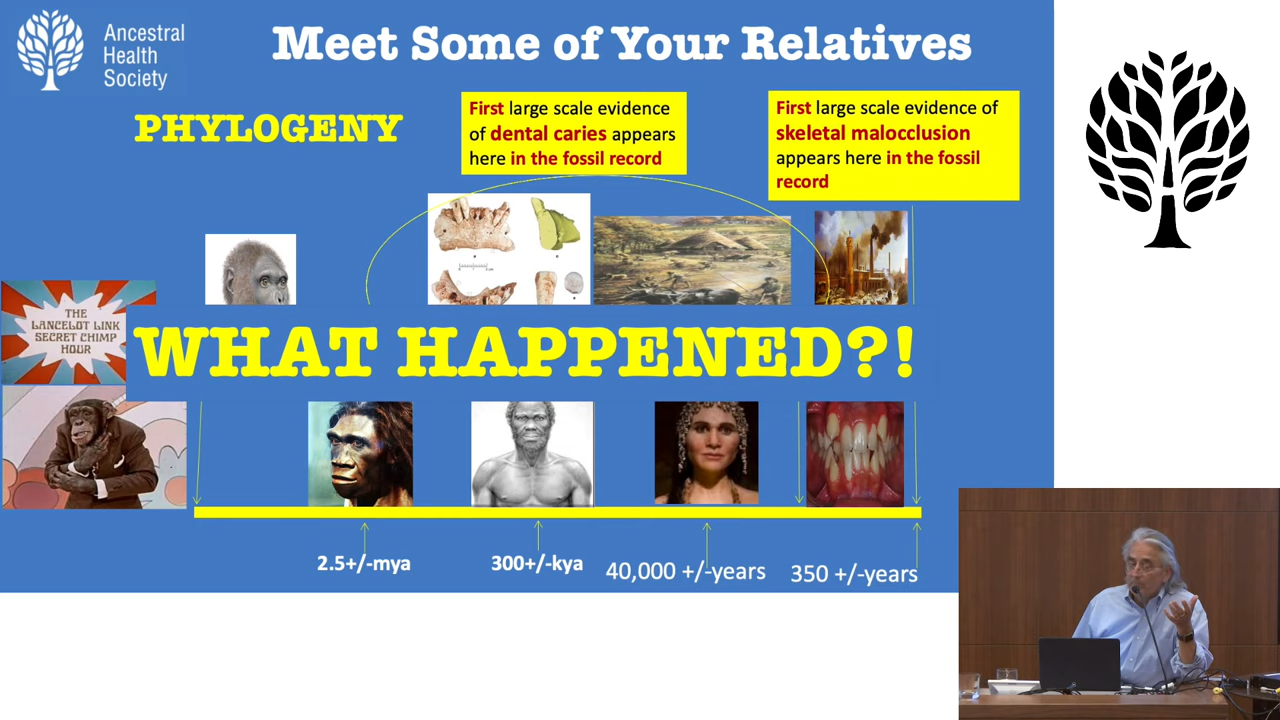 Ancestral
Health
Society
Meet Some of Your Relatives
PHYLOGENY
First large scale evidence
of dental caries appears
here in the fossil record
First large scale evidence of
skeletal malocclusion
appears here in the fossil
record
THE
LANCELOT LINK
SECRET CHIMP
HOUR
WHAT HAPPENED?!
2.5+/-mya
300+/-kya
40,000 +/-years
350 +/-years